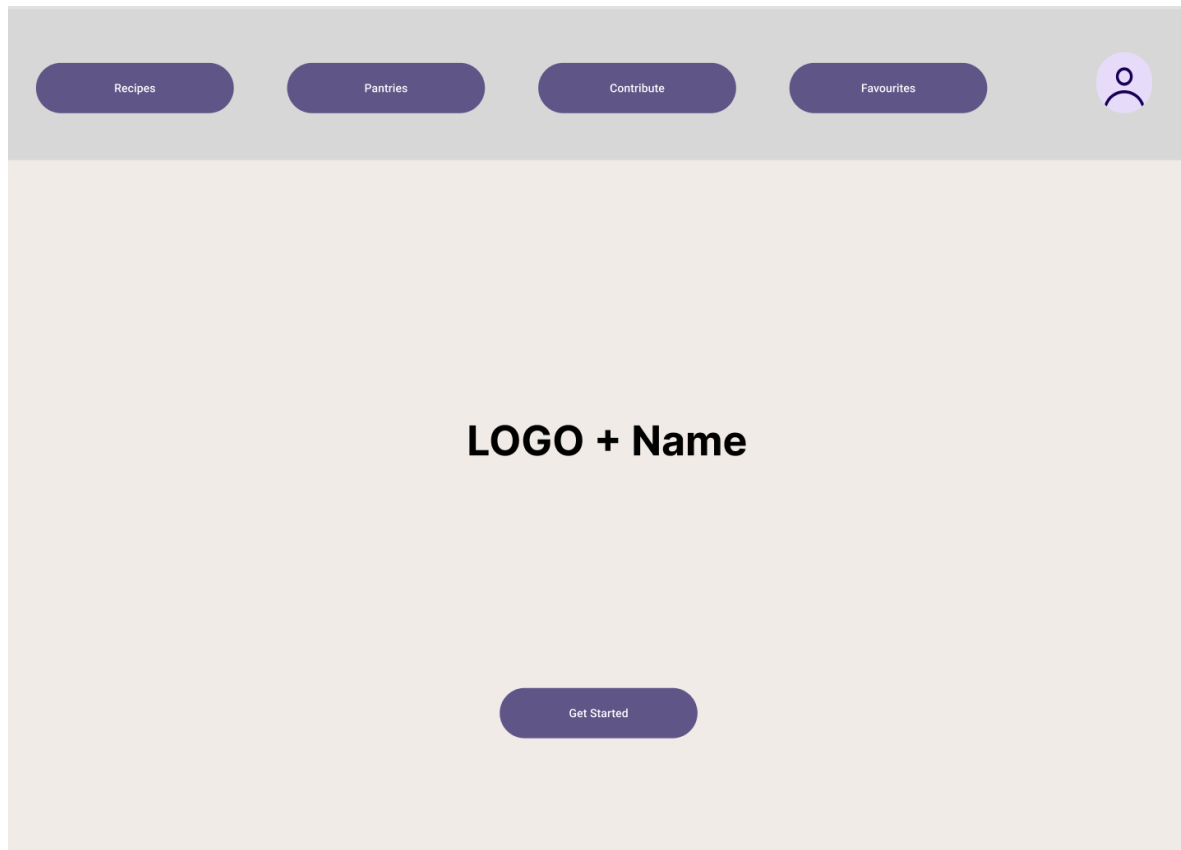 Recipes
Pantries
Contribute
Favourites
LOGO + Name
Get Started